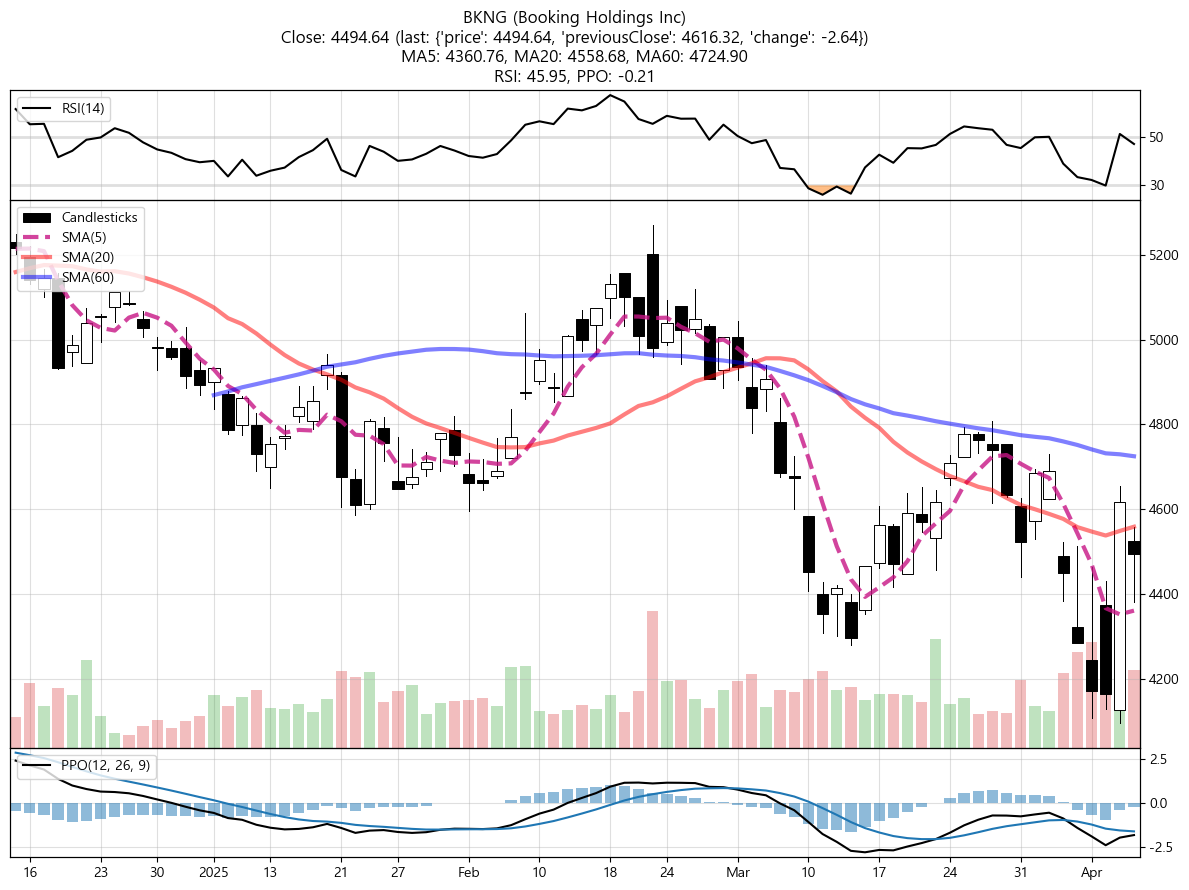 BKNG (Booking Holdings Inc)
Close: 4494.64 (last: {'price': 4494.64, 'previousClose': 4616.32, 'change': -2.64})
MA5: 4360.76, MA20: 4558.68, MA60: 4724.90
RSI: 45.95, PPO: -0.21
RSI(14)
50
30
Candlesticks
SMA(5)
SMA(20)
SMA(60)
5200
5000
4800
4600
4400
4200
PPO(12, 26, 9)
2.5
0.0
−2.5
16 23 30 2025 13 21 27 Feb 10 18 24 Mar 10 17 24 31 Apr